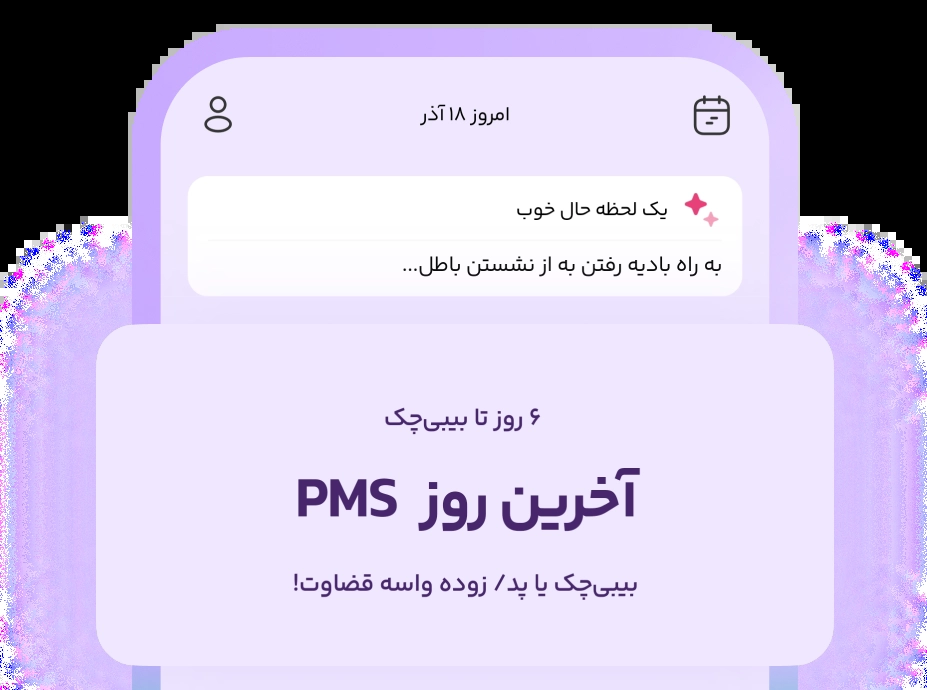 امروز ۱۸ آذر
یک لحظه حال خوب
به راه بادیه رفتن به از نشستن باطل...
۶ روز تا بیبی‌چک
آخرین روز PMS
بیبی‌چک یا پد/ زوده واسه قضاوت!